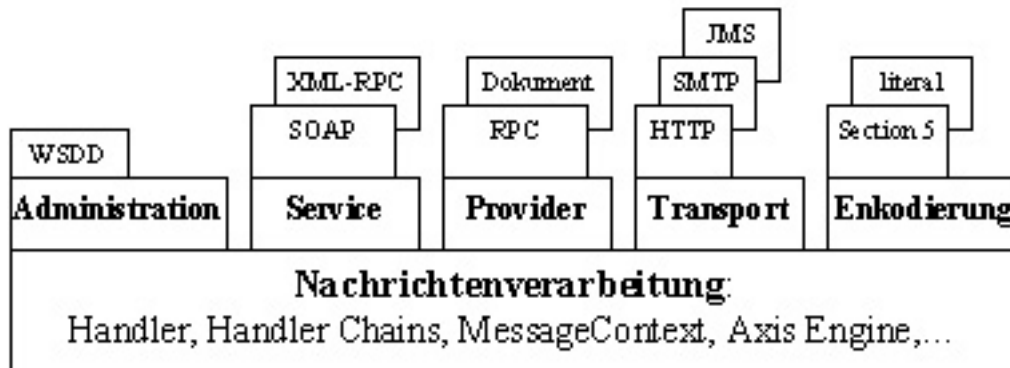 JMS
XML-RPC
Dokument
SMTP
literal
SOAP
RPC
HTTP
Section 5
WSDD
Administration
Service
Provider
Transport
Enkodierung
Nachrichtenverarbeitung:
Handler, Handler Chains, MessageContext, Axis Engine,...